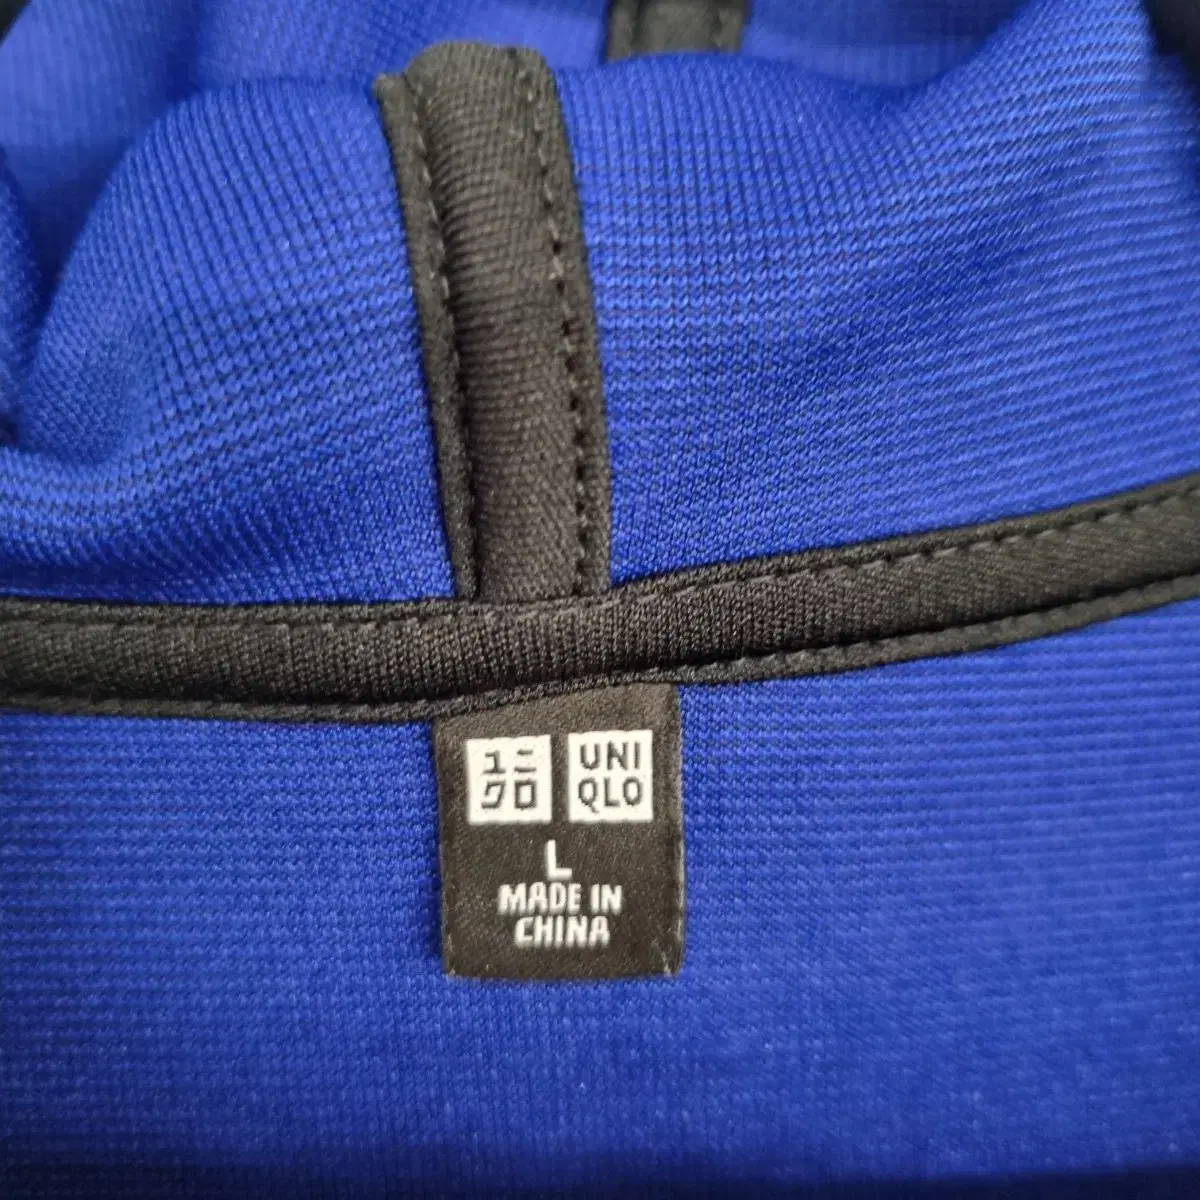 ユニ UNI
クロ QLO
L
MADE IN
CHINA